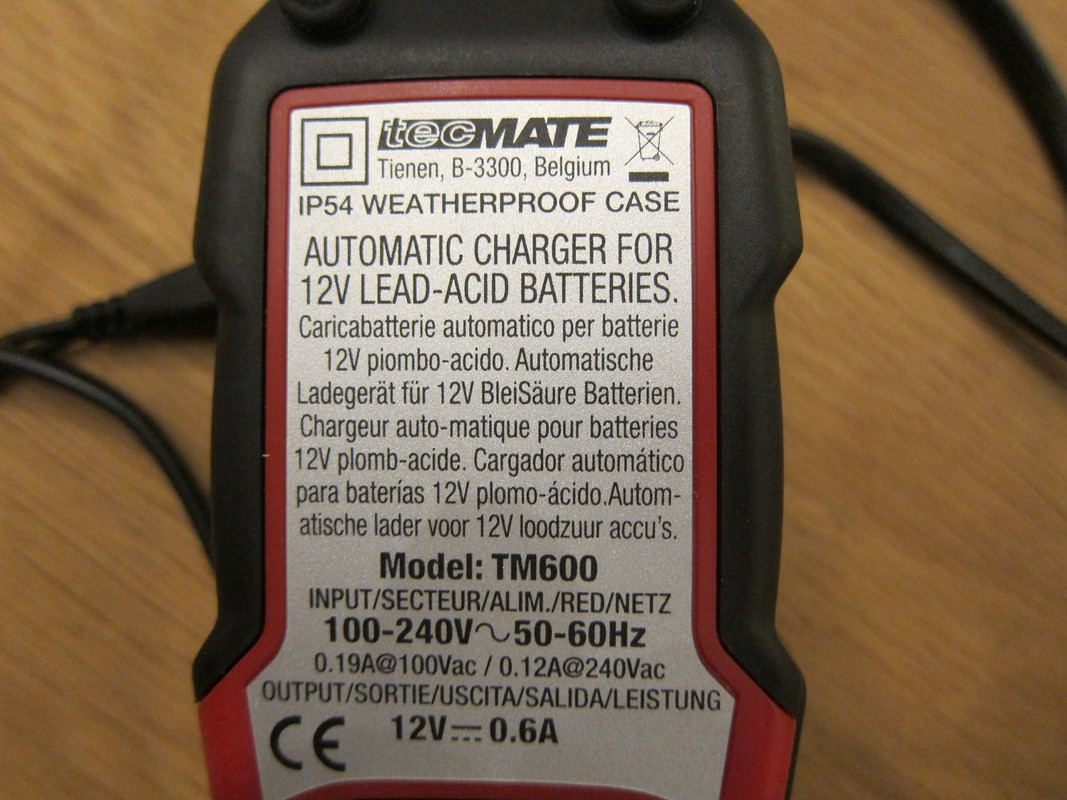 tecMATE
Tienen, B-3300, Belgium
IP54 WEATHERPROOF CASE
AUTOMATIC CHARGER FOR
12V LEAD-ACID BATTERIES.
Caricabatterie automatico per batterie
12V piombo-acido. Automatische
Ladegerät für 12V BleiSäure Batterien.
Chargeur auto-matique pour batteries
12V plomb-acide. Cargador automático
para baterías 12V plomo-ácido.Autom-
atische lader voor 12V loodzuur accu's.
Model: TM600
INPUT/SECTEUR/ALIM./RED/NETZ
100-240V~50-60Hz
0.19A@100Vac / 0.12A@240Vac
OUTPUT/SORTIE/USCITA/SALIDA/LEISTUNG
CE 12V⎓0.6A